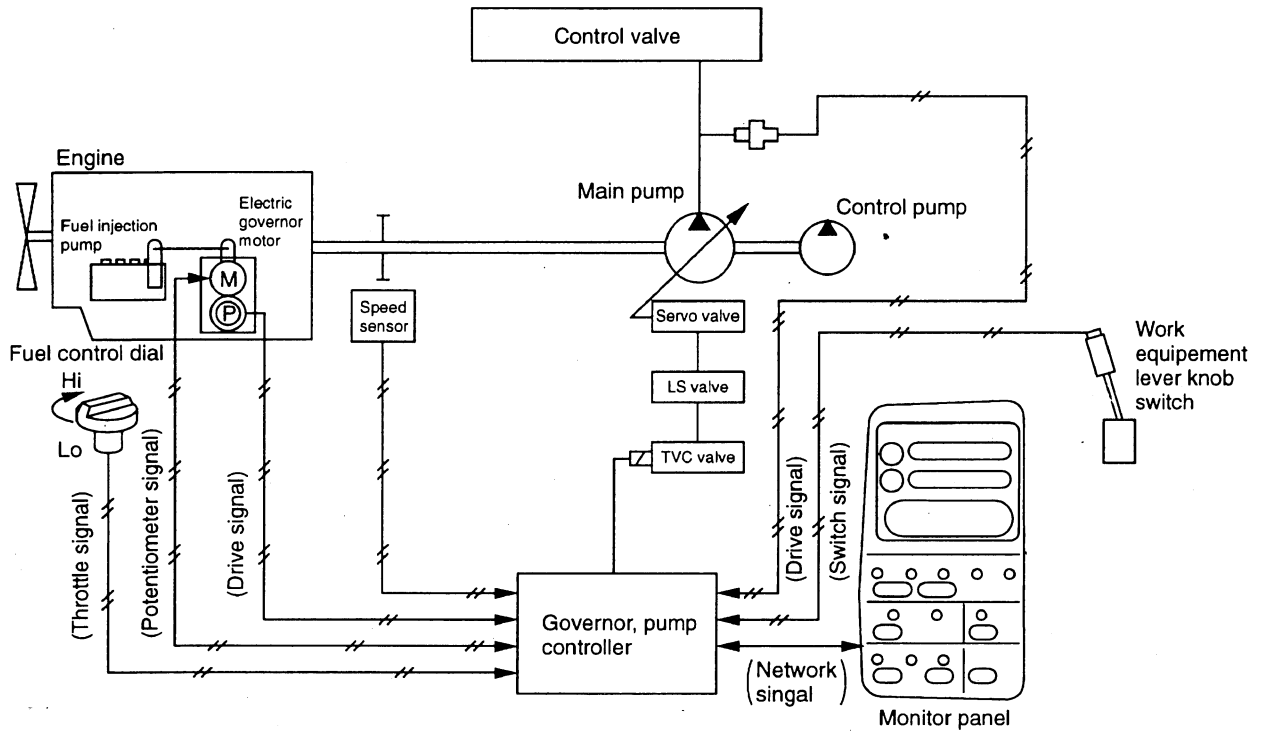 Control valve
Engine
Fuel injection
pump
Electric
governor
motor
M
P
Main pump
Control pump
Speed
sensor
Servo valve
LS valve
TVC valve
Fuel control dial
Hi
Lo
Work
equipement
lever knob
switch
(Throttle signal)
(Potentiometer signal)
(Drive signal)
(Drive signal)
(Switch signal)
Governor, pump
controller
(Network
singal)
Monitor panel